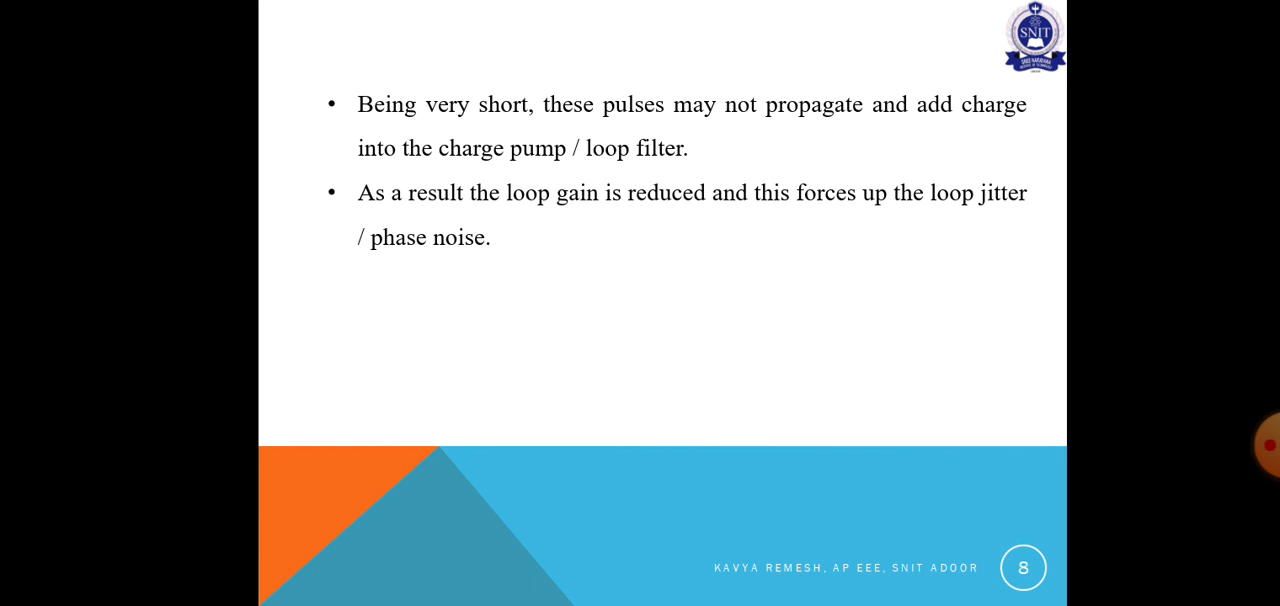 SNIT
• Being very short, these pulses may not propagate and add charge
into the charge pump / loop filter.
• As a result the loop gain is reduced and this forces up the loop jitter
/ phase noise.
KAVYA REMESH, AP EEE, SNIT ADOOR
8